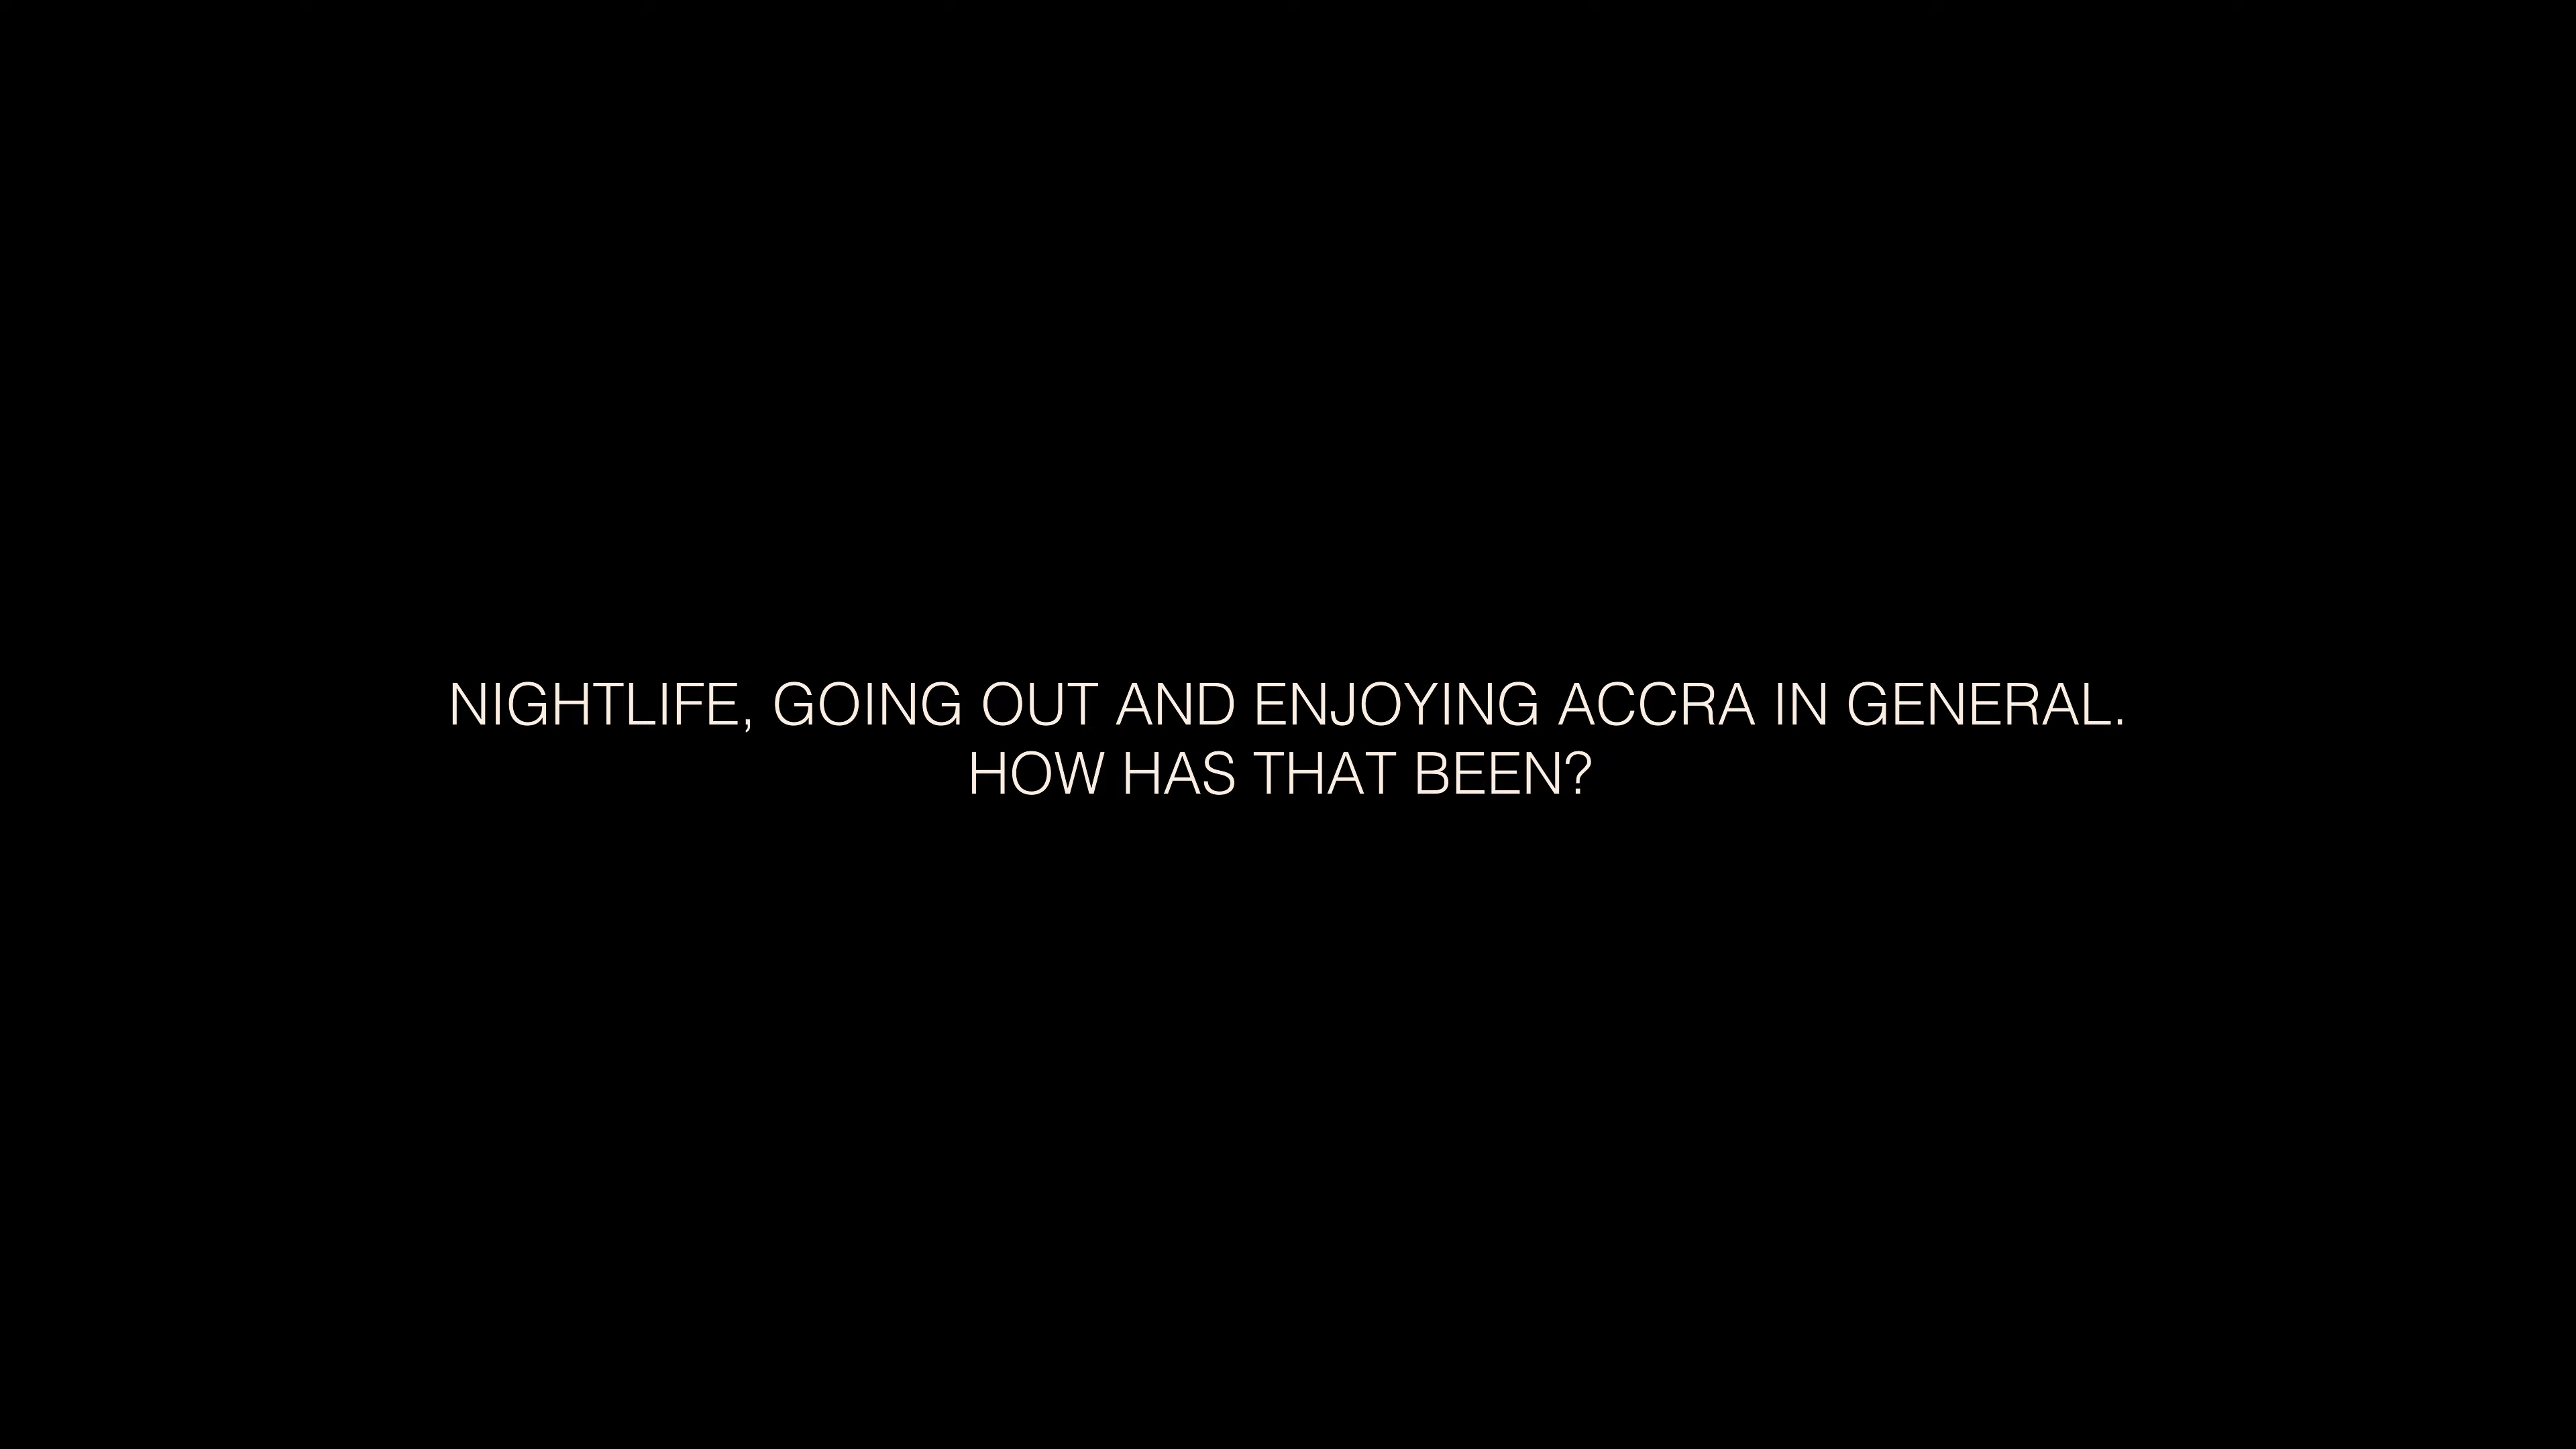 NIGHTLIFE, GOING OUT AND ENJOYING ACCRA IN GENERAL.
HOW HAS THAT BEEN?